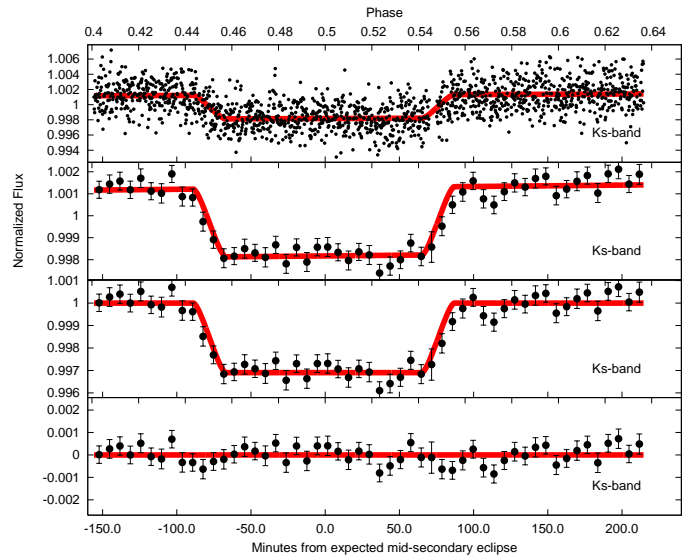 Phase
0.4 0.42 0.44 0.46 0.48 0.5 0.52 0.54 0.56 0.58 0.6 0.62 0.64
1.006
1.004
1.002
1
0.998
0.996
0.994
Ks-band
1.002
1.001
1
0.999
0.998
Ks-band
1.001
1
0.999
0.998
0.997
0.996
Ks-band
0.002
0.001
0
-0.001
-0.002
Ks-band
Normalized Flux
-150.0 -100.0 -50.0 0.0 50.0 100.0 150.0 200.0
Minutes from expected mid-secondary eclipse